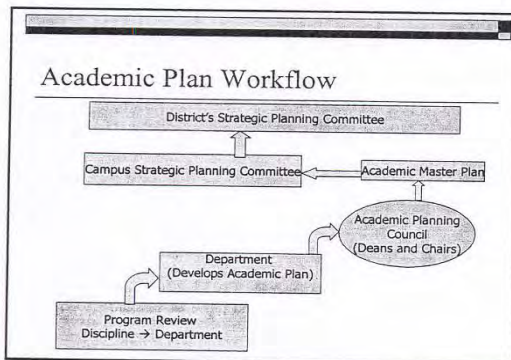 Academic Plan Workflow
District's Strategic Planning Committee
Campus Strategic Planning Committee
Academic Master Plan
Academic Planning
Council
(Deans and Chairs)
Department
(Develops Academic Plan)
Program Review
Discipline → Department